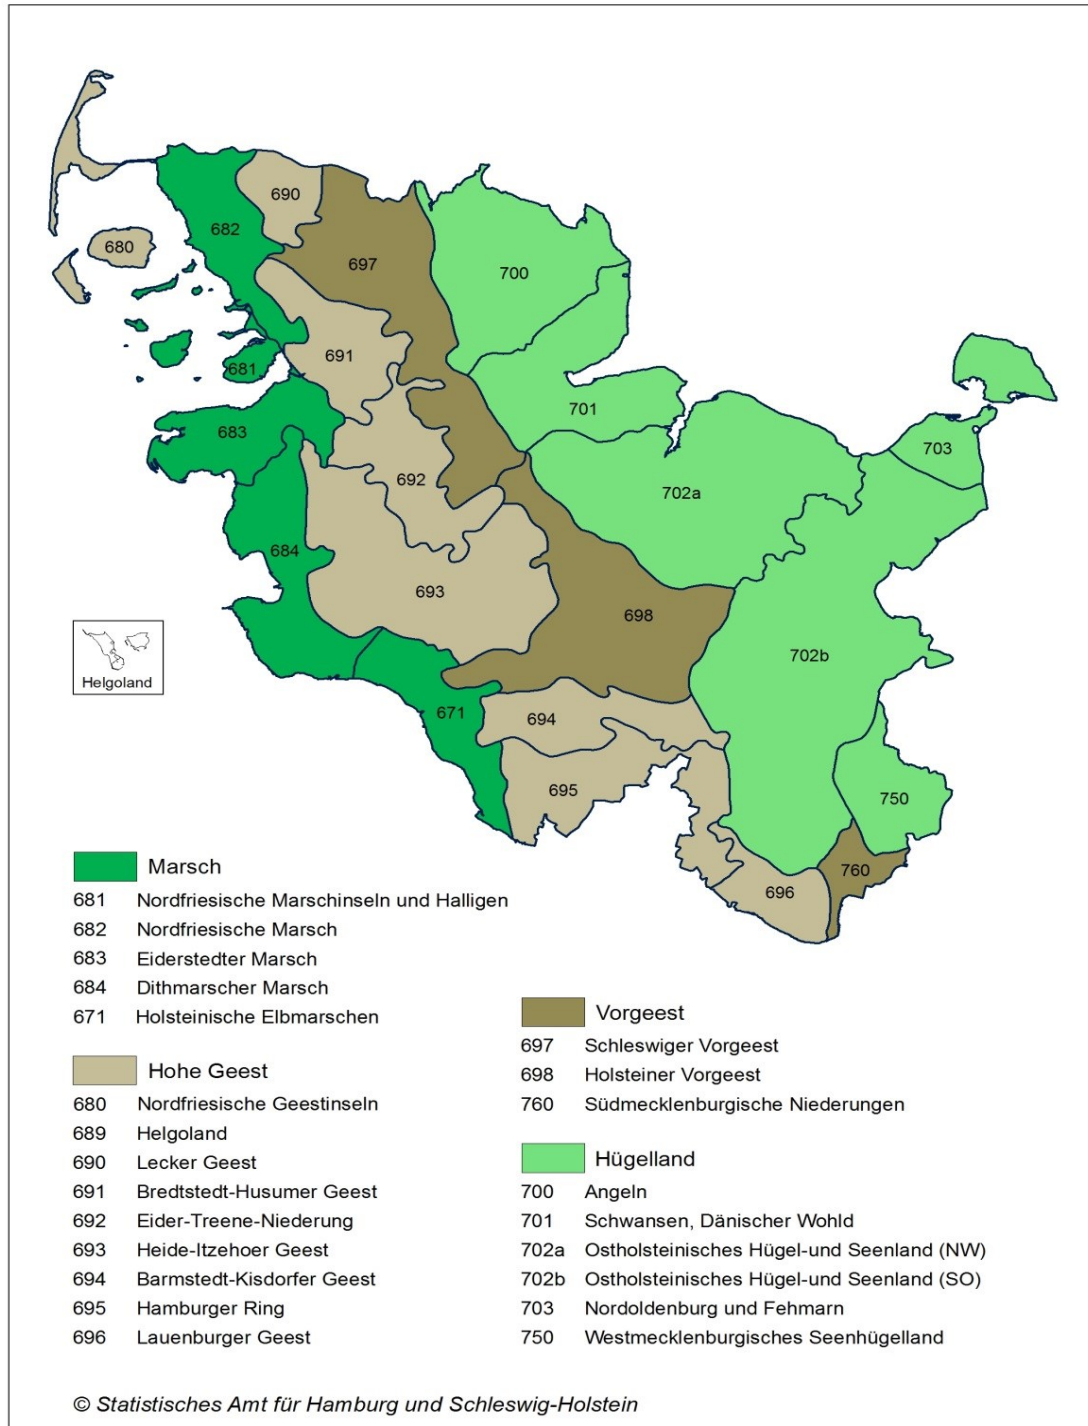 690
682
680
697
700
691
681
701
683
703
692
702a
684
693
698
702b
Helgoland
671
694
695
750
760
696
Marsch
681 Nordfriesische Marschinseln und Halligen
682 Nordfriesische Marsch
683 Eiderstedter Marsch
684 Dithmarscher Marsch
671 Holsteinische Elbmarschen
Hohe Geest
680 Nordfriesische Geestinseln
689 Helgoland
690 Lecker Geest
691 Bredtstedt-Husumer Geest
692 Eider-Treene-Niederung
693 Heide-Itzehoer Geest
694 Barmstedt-Kisdorfer Geest
695 Hamburger Ring
696 Lauenburger Geest
Vorgeest
697 Schleswiger Vorgeest
698 Holsteiner Vorgeest
760 Südmecklenburgische Niederungen
Hügelland
700 Angeln
701 Schwansen, Dänischer Wohld
702a Ostholsteinisches Hügel-und Seenland (NW)
702b Ostholsteinisches Hügel-und Seenland (SO)
703 Nordoldenburg und Fehmarn
750 Westmecklenburgisches Seenhügelland
© Statistisches Amt für Hamburg und Schleswig-Holstein